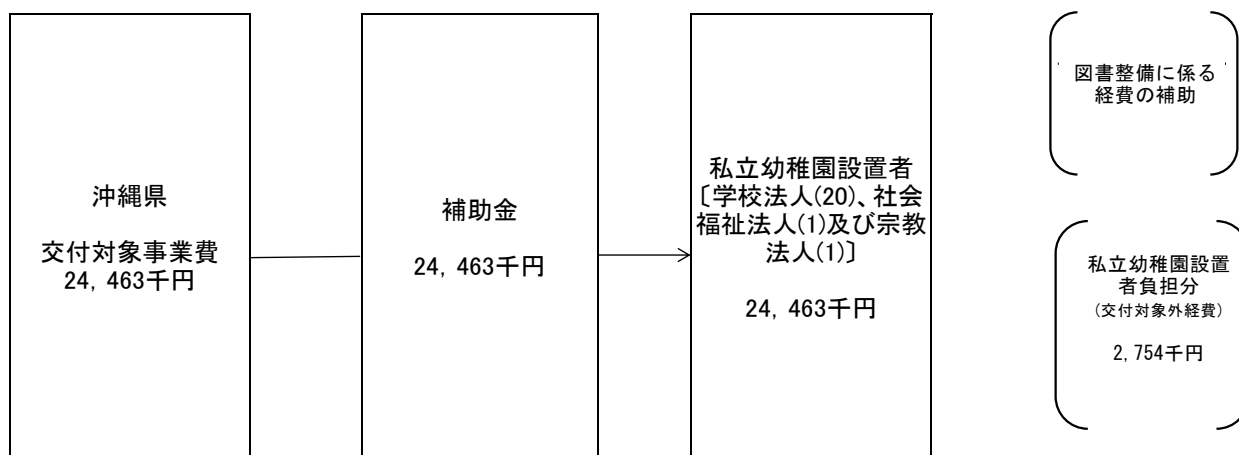 沖縄県
交付対象事業費
24,463千円
補助金
24,463千円
私立幼稚園設置者
〔学校法人(20)、社会
福祉法人(1)及び宗教
法人(1)〕
24,463千円
図書整備に係る
経費の補助
私立幼稚園設置
者負担分
(交付対象外経費)
2,754千円